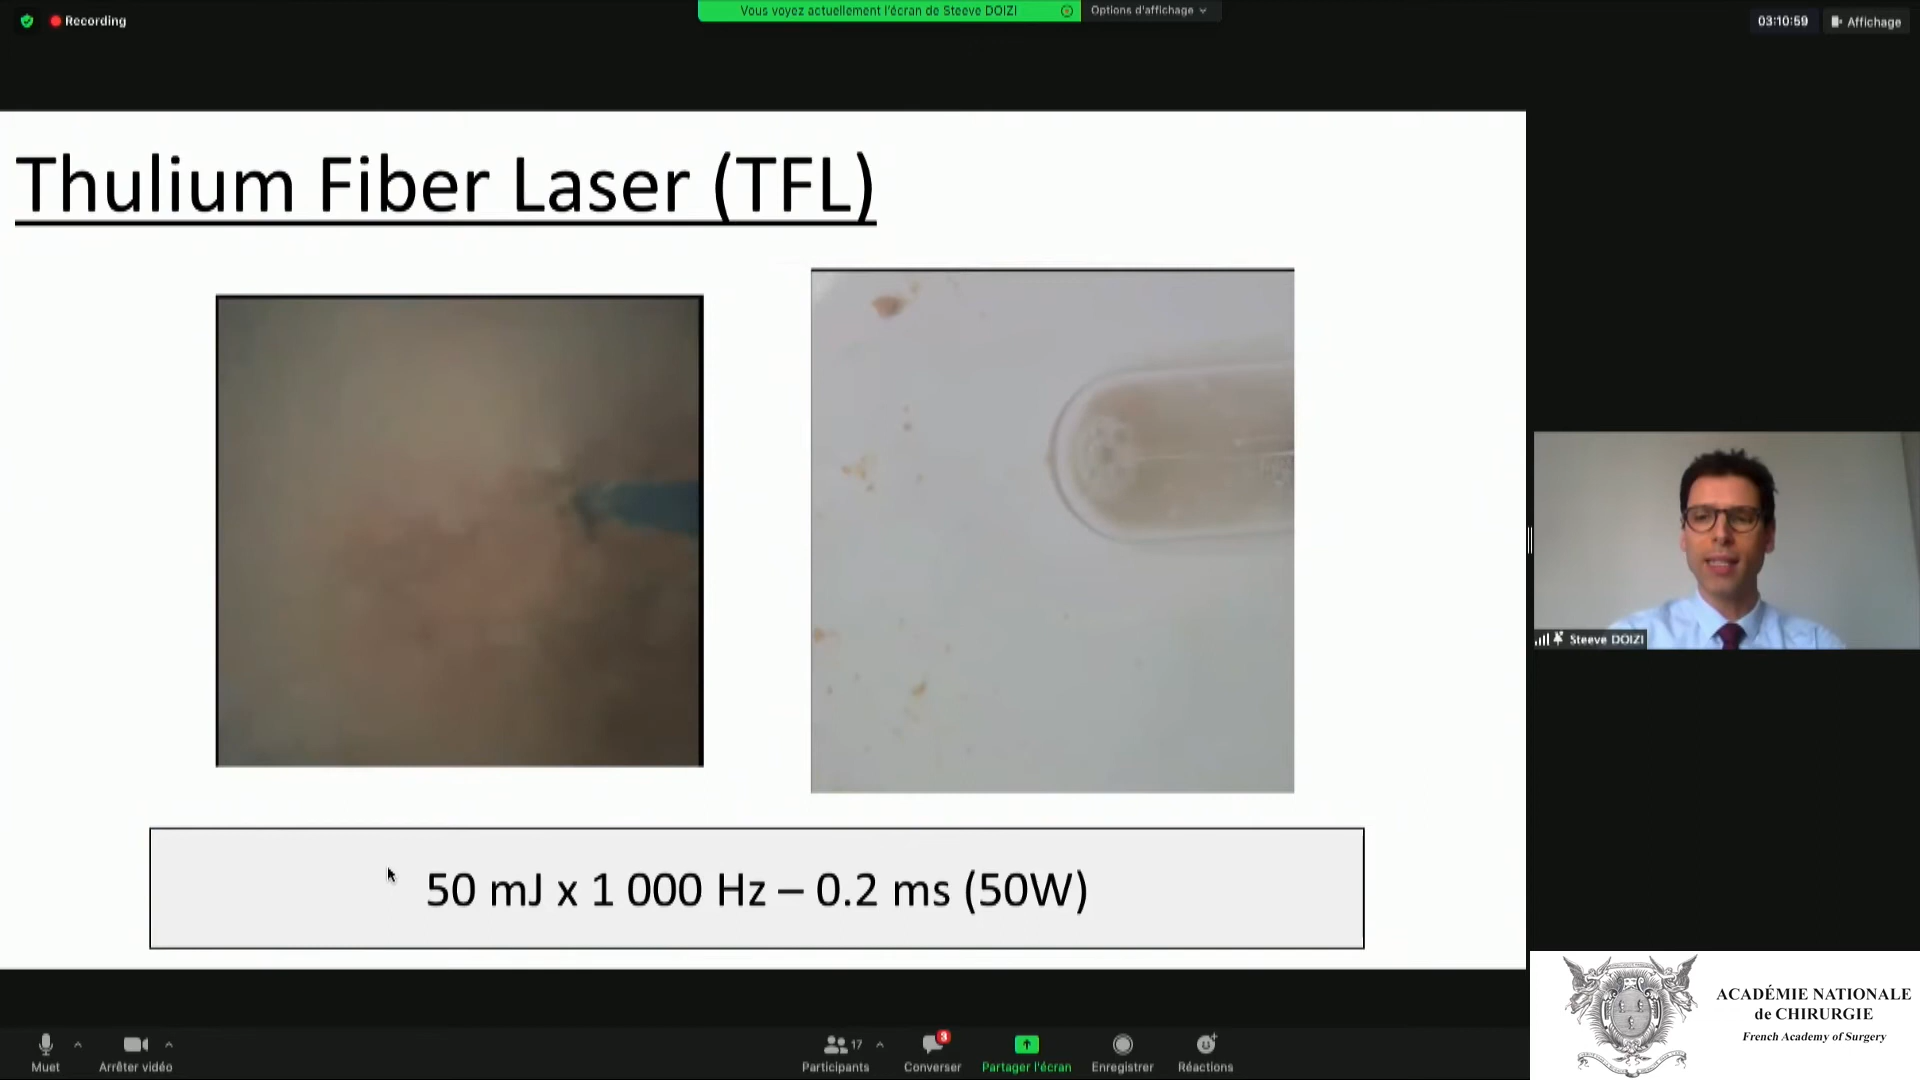 Recording
Vous voyez actuellement l'écran de Steeve DOIZI
Options d'affichage
03:10:59
Affichage
Thulium Fiber Laser (TFL)
50 mJ x 1 000 Hz – 0.2 ms (50W)
Steeve DOIZI
ACADÉMIE NATIONALE
de CHIRURGIE
French Academy of Surgery
Muet
Arrêter vidéo
17
Participants
3
Converser
Partager l'écran
Enregistrer
Réactions